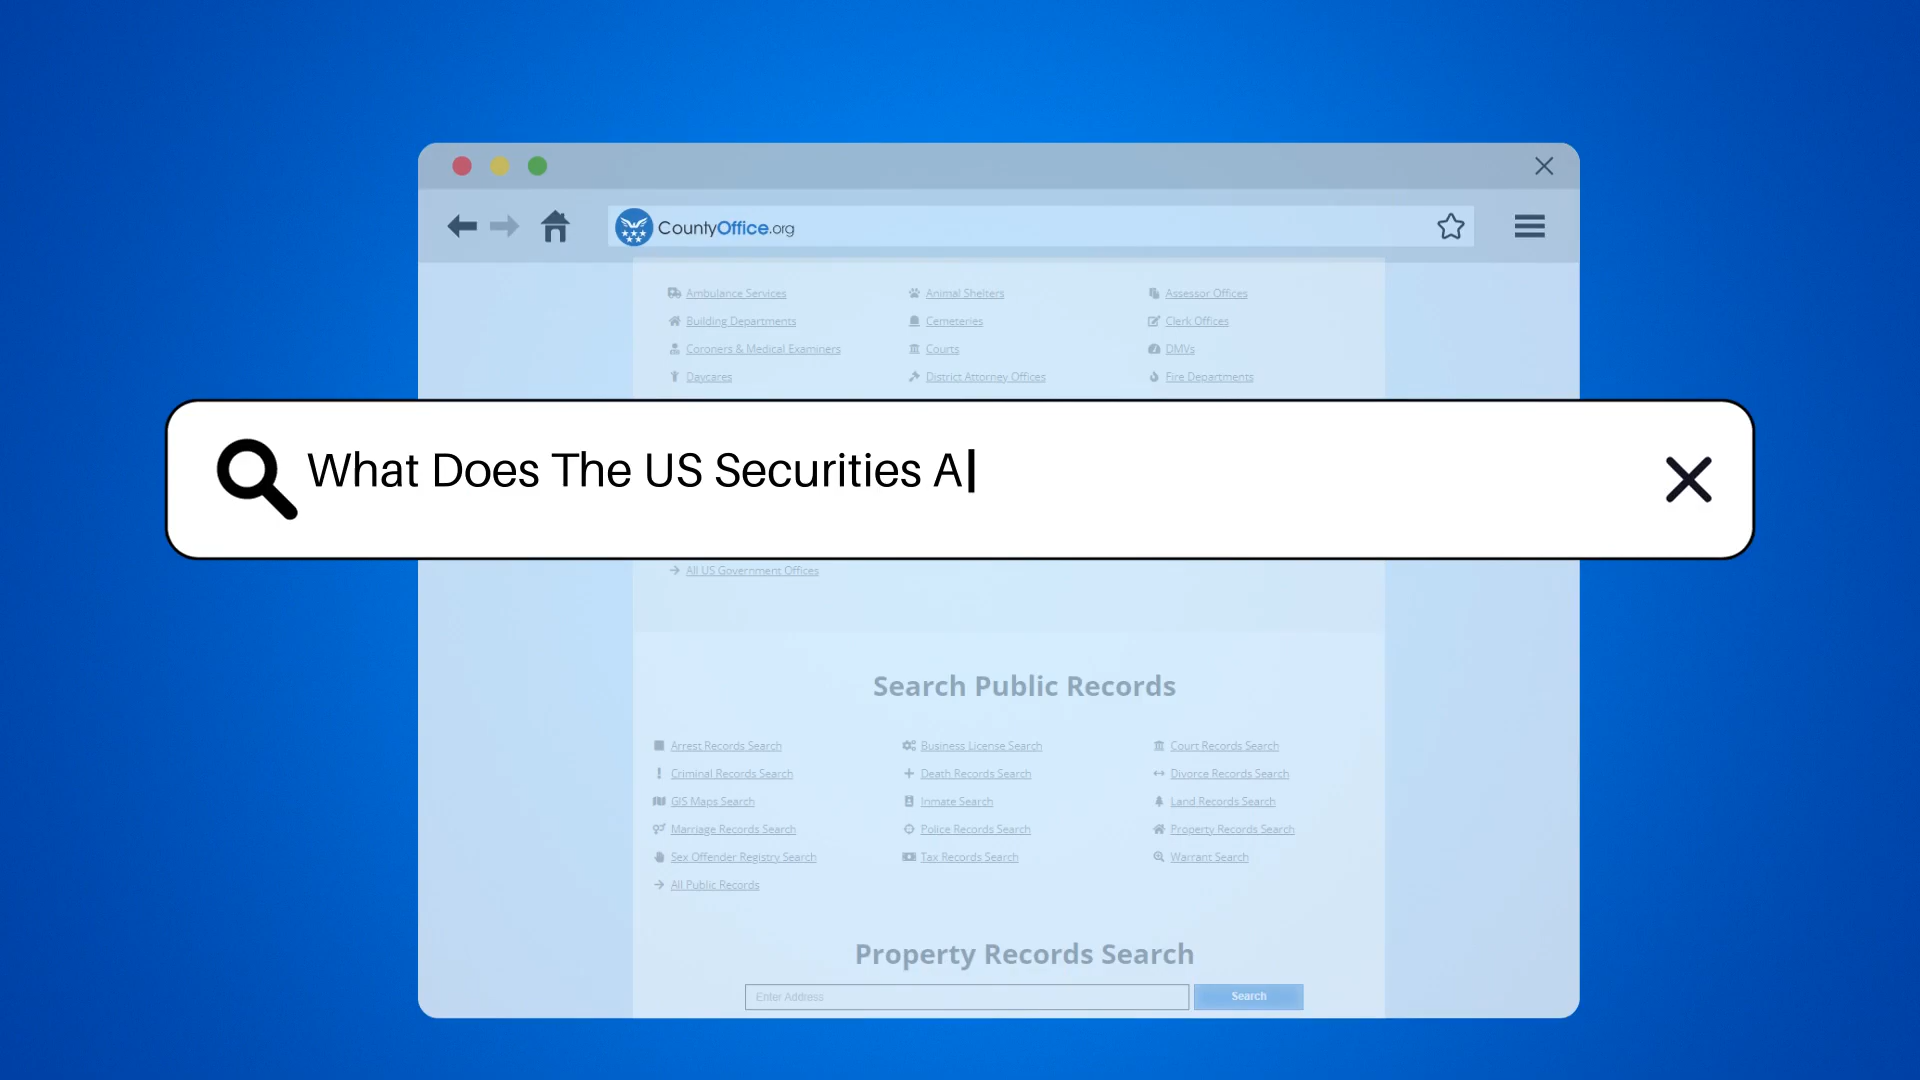 CountyOffice.org
Ambulance Services Animal Shelters Assessor Offices
Building Departments Cemeteries Clerk Offices
Coroners & Medical Examiners Courts DMVs
Daycares District Attorney Offices Fire Departments
What Does The US Securities A
All US Government Offices
Search Public Records
Arrest Records Search Business License Search Court Records Search
Criminal Records Search Death Records Search Divorce Records Search
GIS Maps Search Inmate Search Land Records Search
Marriage Records Search Police Records Search Property Records Search
Sex Offender Registry Search Tax Records Search Warrant Search
All Public Records
Property Records Search
Enter Address Search